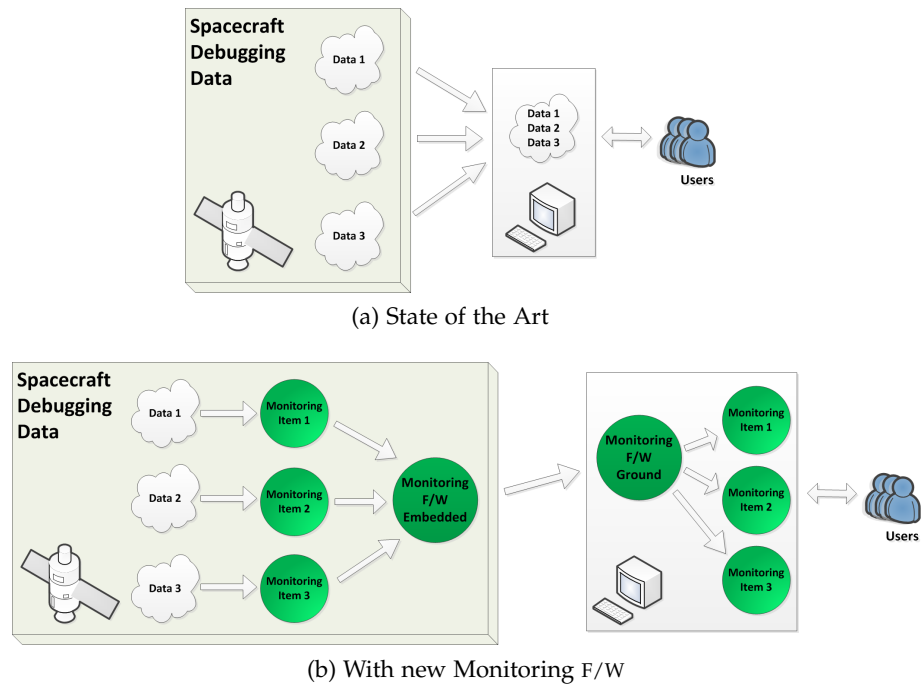 Spacecraft
Debugging
Data
Data 1
Data 2
Data 3
Data 1
Data 2
Data 3
Users
(a) State of the Art
Spacecraft
Debugging
Data
Data 1
Monitoring
Item 1
Data 2
Monitoring
Item 2
Data 3
Monitoring
Item 3
Monitoring
F/W
Embedded
Monitoring
F/W
Ground
Monitoring
Item 1
Monitoring
Item 2
Monitoring
Item 3
Users
(b) With new Monitoring F/W